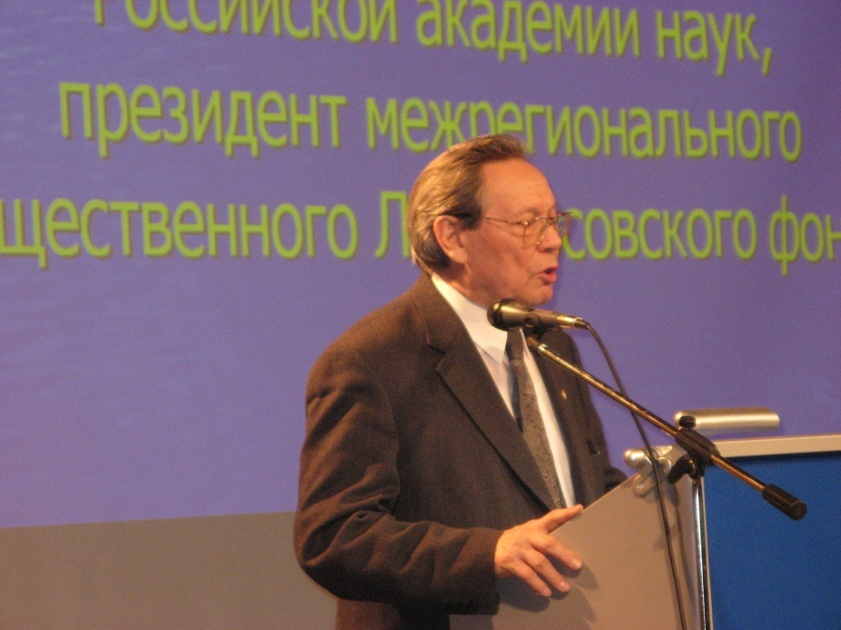 Российской академии наук,
президент межрегионального
щественного Л совского фон